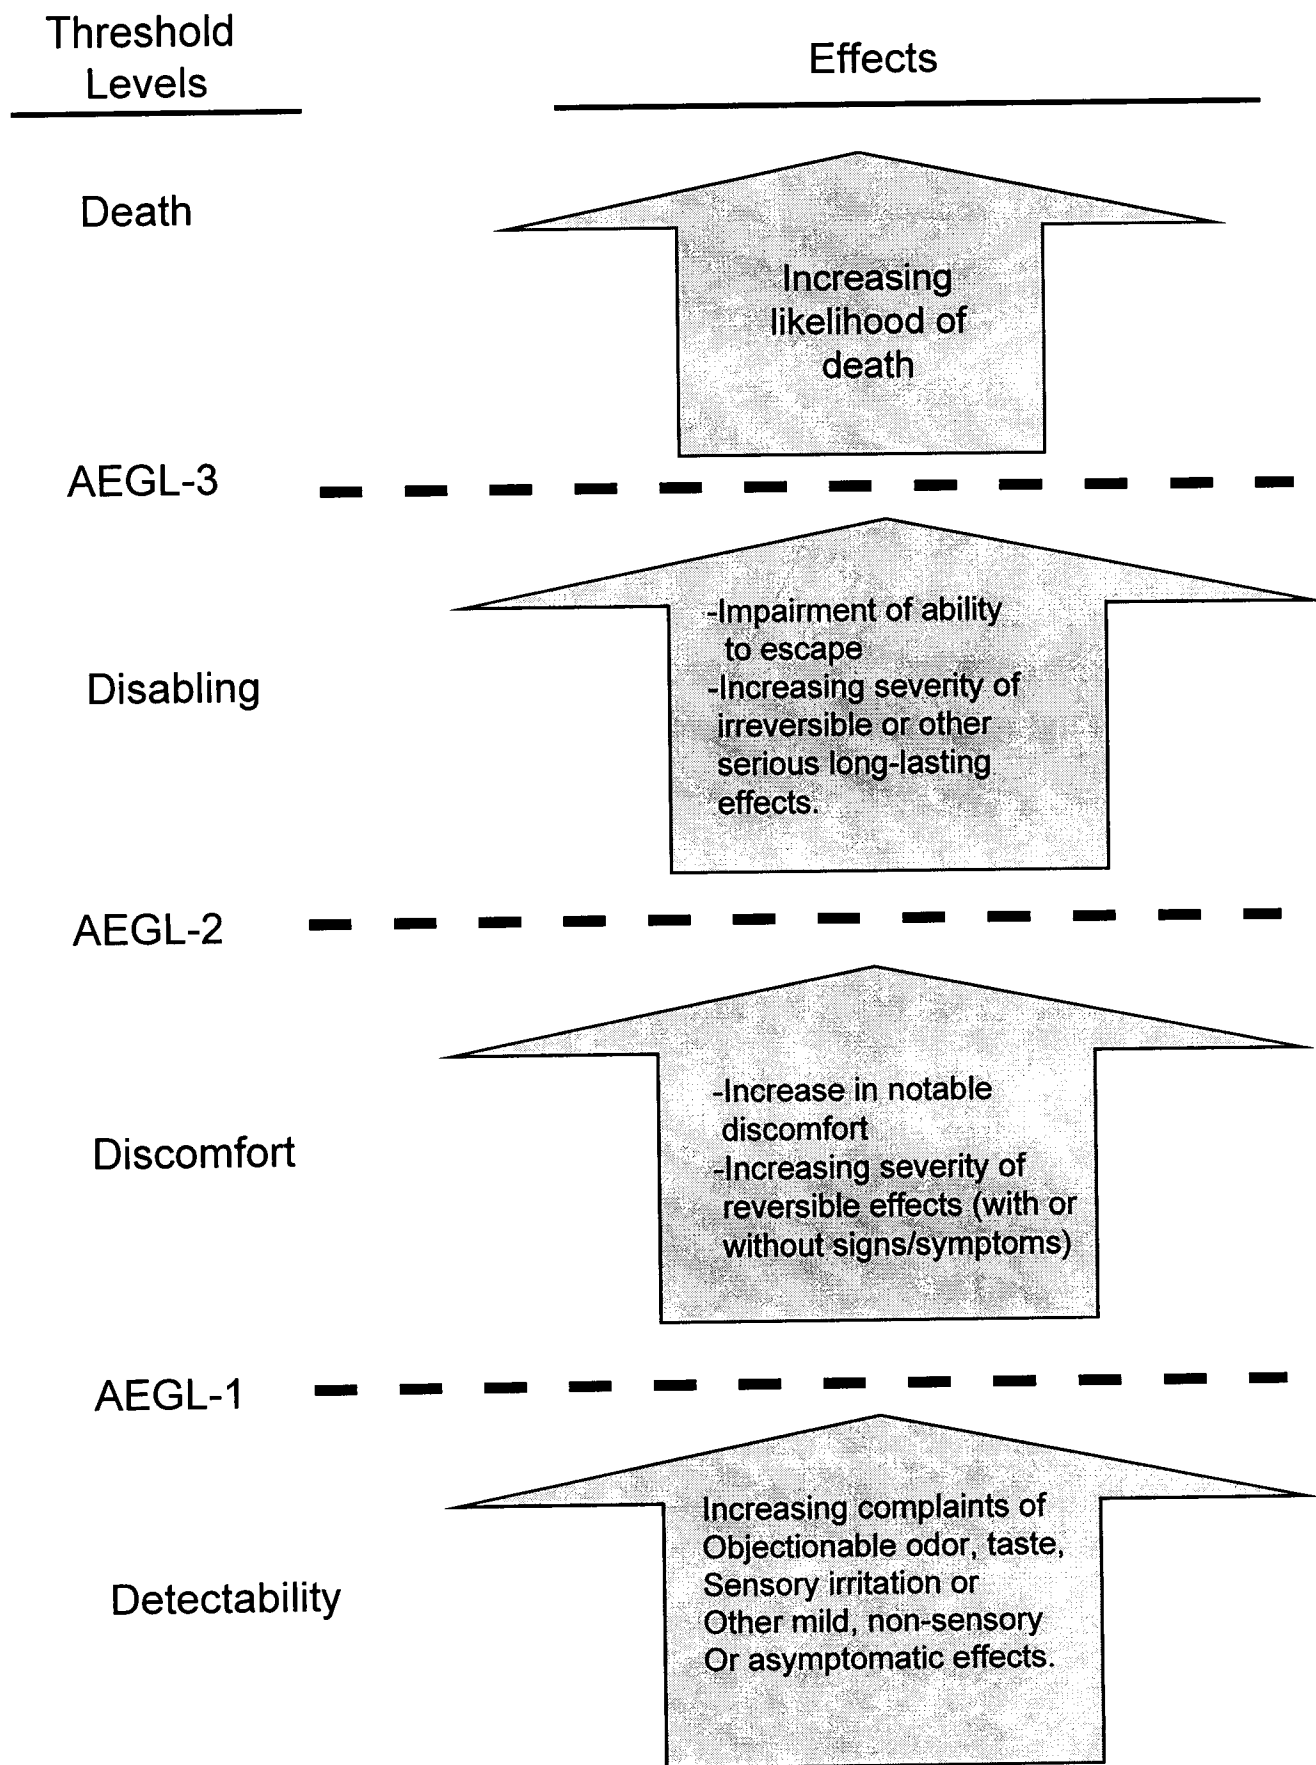 Threshold
Levels
Effects
Death
Increasing
likelihood of
death
AEGL-3
Disabling
-Impairment of ability
to escape
-Increasing severity of
irreversible or other
serious long-lasting
effects.
AEGL-2
Discomfort
-Increase in notable
discomfort
-Increasing severity of
reversible effects (with or
without signs/symptoms)
AEGL-1
Detectability
Increasing complaints of
Objectionable odor, taste,
Sensory irritation or
Other mild, non-sensory
Or asymptomatic effects.